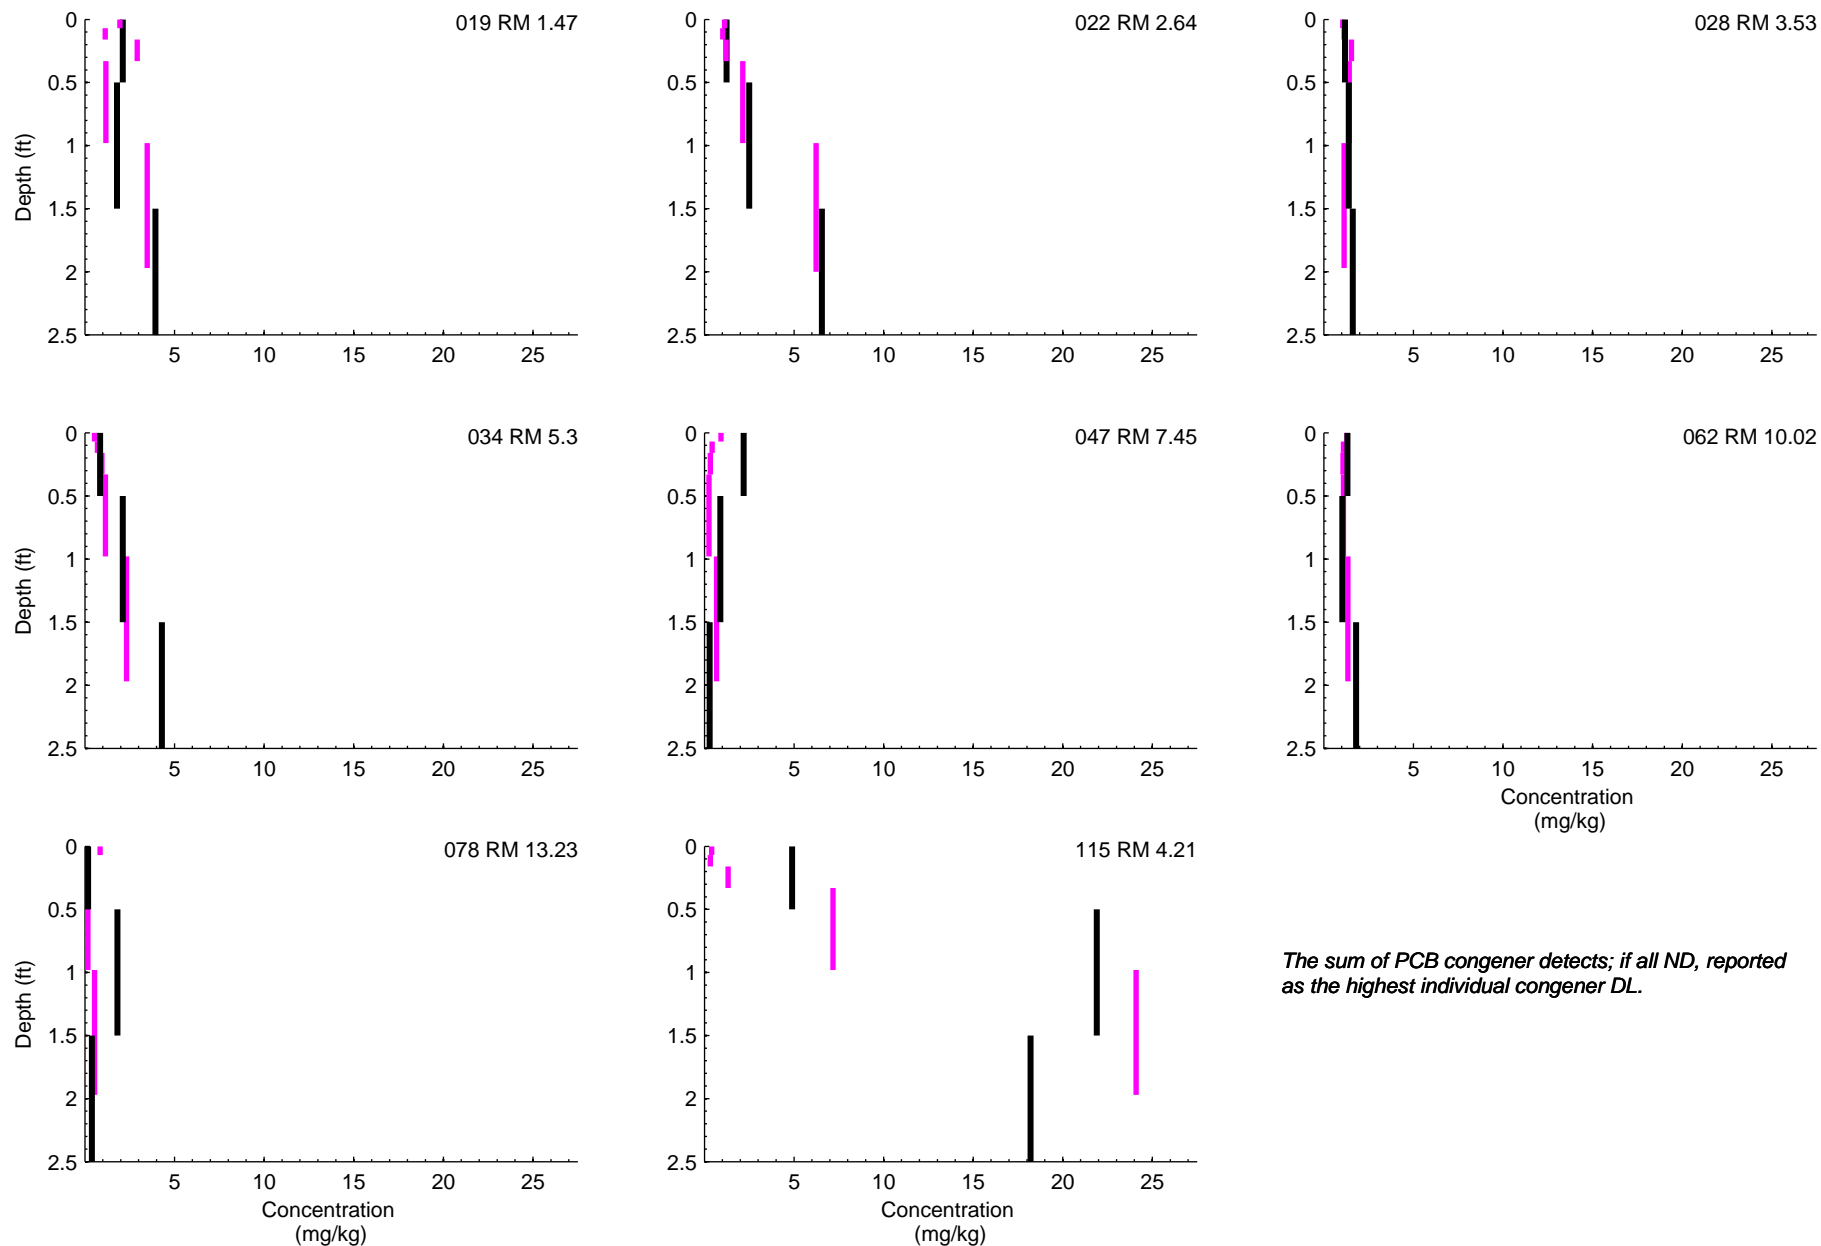 019 RM 1.47
0
0.5
1
1.5
2
2.5
5 10 15 20 25
Depth (ft)
022 RM 2.64
0
0.5
1
1.5
2
2.5
5 10 15 20 25
028 RM 3.53
0
0.5
1
1.5
2
2.5
5 10 15 20 25
034 RM 5.3
0
0.5
1
1.5
2
2.5
5 10 15 20 25
Depth (ft)
047 RM 7.45
0
0.5
1
1.5
2
2.5
5 10 15 20 25
062 RM 10.02
0
0.5
1
1.5
2
2.5
5 10 15 20 25
Concentration
(mg/kg)
078 RM 13.23
0
0.5
1
1.5
2
2.5
5 10 15 20 25
Depth (ft)
Concentration
(mg/kg)
115 RM 4.21
0
0.5
1
1.5
2
2.5
5 10 15 20 25
Concentration
(mg/kg)
The sum of PCB congener detects; if all ND, reported
as the highest individual congener DL.